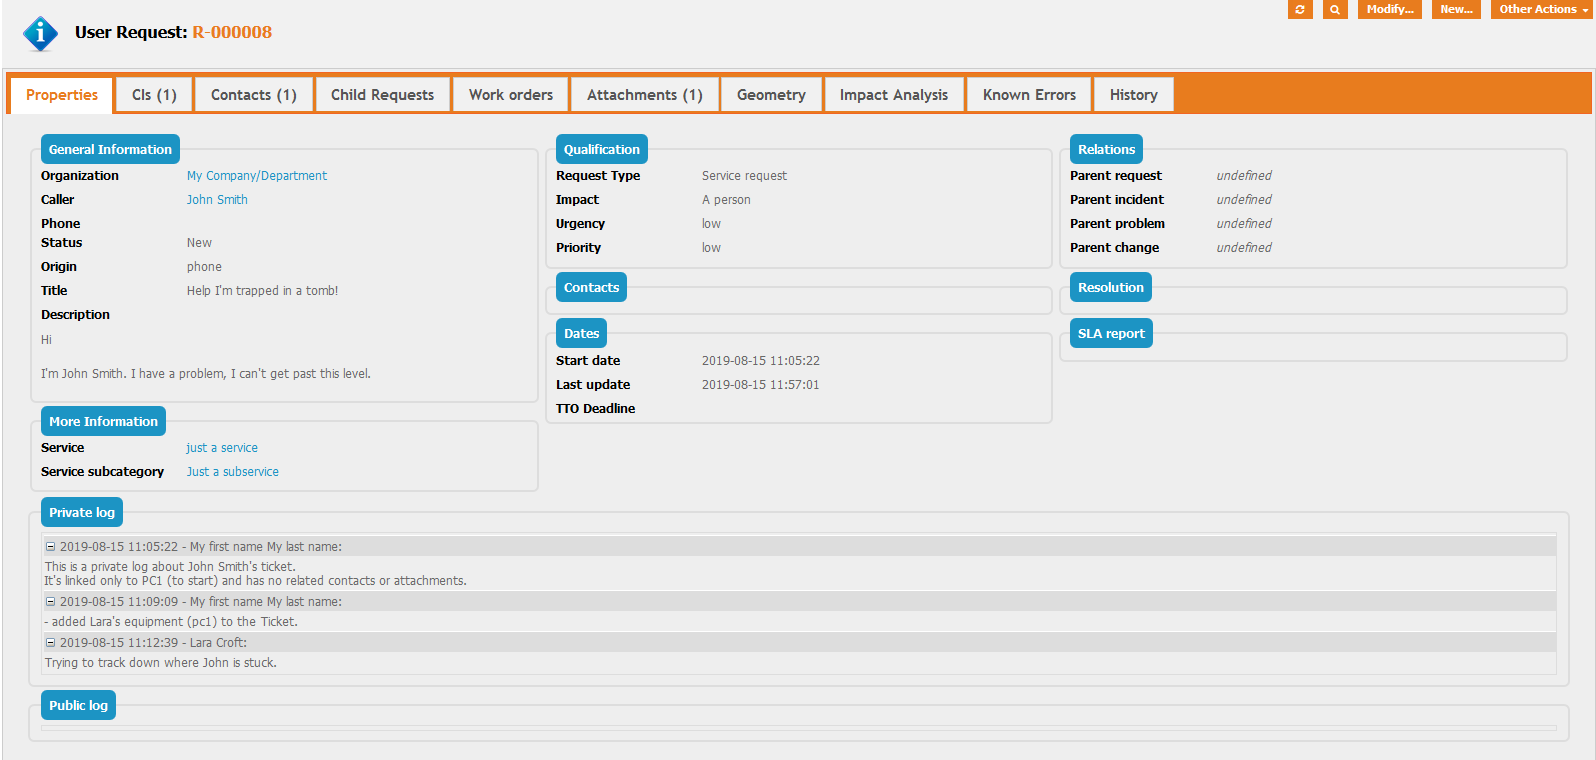 User Request: R-000008
Modify...
New...
Other Actions
Properties
CIs (1)
Contacts (1)
Child Requests
Work orders
Attachments (1)
Geometry
Impact Analysis
Known Errors
History
General Information
Organization My Company/Department
Caller John Smith
Phone
Status New
Origin phone
Title Help I'm trapped in a tomb!
Description
Hi
I'm John Smith. I have a problem, I can't get past this level.
More Information
Service just a service
Service subcategory Just a subservice
Qualification
Request Type Service request
Impact A person
Urgency low
Priority low
Contacts
Dates
Start date 2019-08-15 11:05:22
Last update 2019-08-15 11:57:01
TTO Deadline
Relations
Parent request undefined
Parent incident undefined
Parent problem undefined
Parent change undefined
Resolution
SLA report
Private log
2019-08-15 11:05:22 - My first name My last name:
This is a private log about John Smith's ticket.
It's linked only to PC1 (to start) and has no related contacts or attachments.
2019-08-15 11:09:09 - My first name My last name:
- added Lara's equipment (pc1) to the Ticket.
2019-08-15 11:12:39 - Lara Croft:
Trying to track down where John is stuck.
Public log